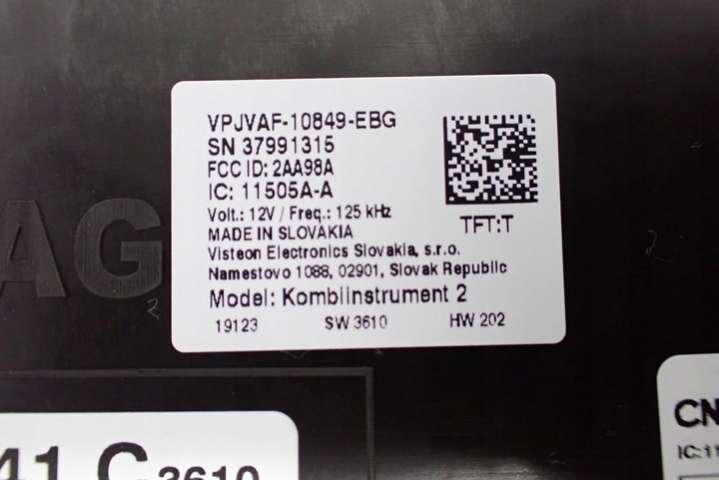 VPJVAF-10849-EBG
SN 37991315
FCC ID: 2AA98A
IC: 11505A-A
Volt.: 12V / Freq.: 125 kHz
MADE IN SLOVAKIA
Visteon Electronics Slovakia, s.r.o.
Namestovo 1088, 02901, Slovak Republic
Model: Kombiinstrument 2
19123 SW 3610 HW 202
TFT:T
AG
41 C 3610
CN
IC:11